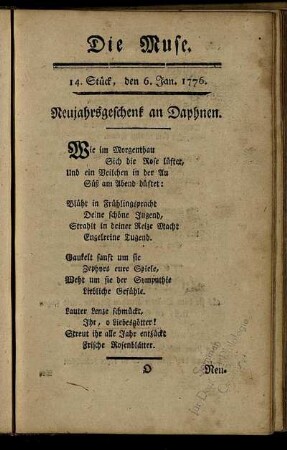 Die Muse.
14. Stück, den 6. Jan. 1776.
Neujahrsgeschenk an Daphnen.
Wie im Morgenthau
Sich die Rose lüftet,
Und ein Veilchen in der Au
Süß am Abend düftet:
Blüht in Frühlingspracht
Deine schöne Jugend,
Strahlt in deiner Reize Macht
Engelreine Tugend.
Gaukelt sanft um sie
Zephyrs eure Spiele,
Weht um sie der Sympathie
Liebliche Gefühle.
Lauter Lenze schmückt,
Ihr, o Liebesgötter!
Streut ihr alle Jahr entzückt
Frische Rosenblätter.
O
Neu-